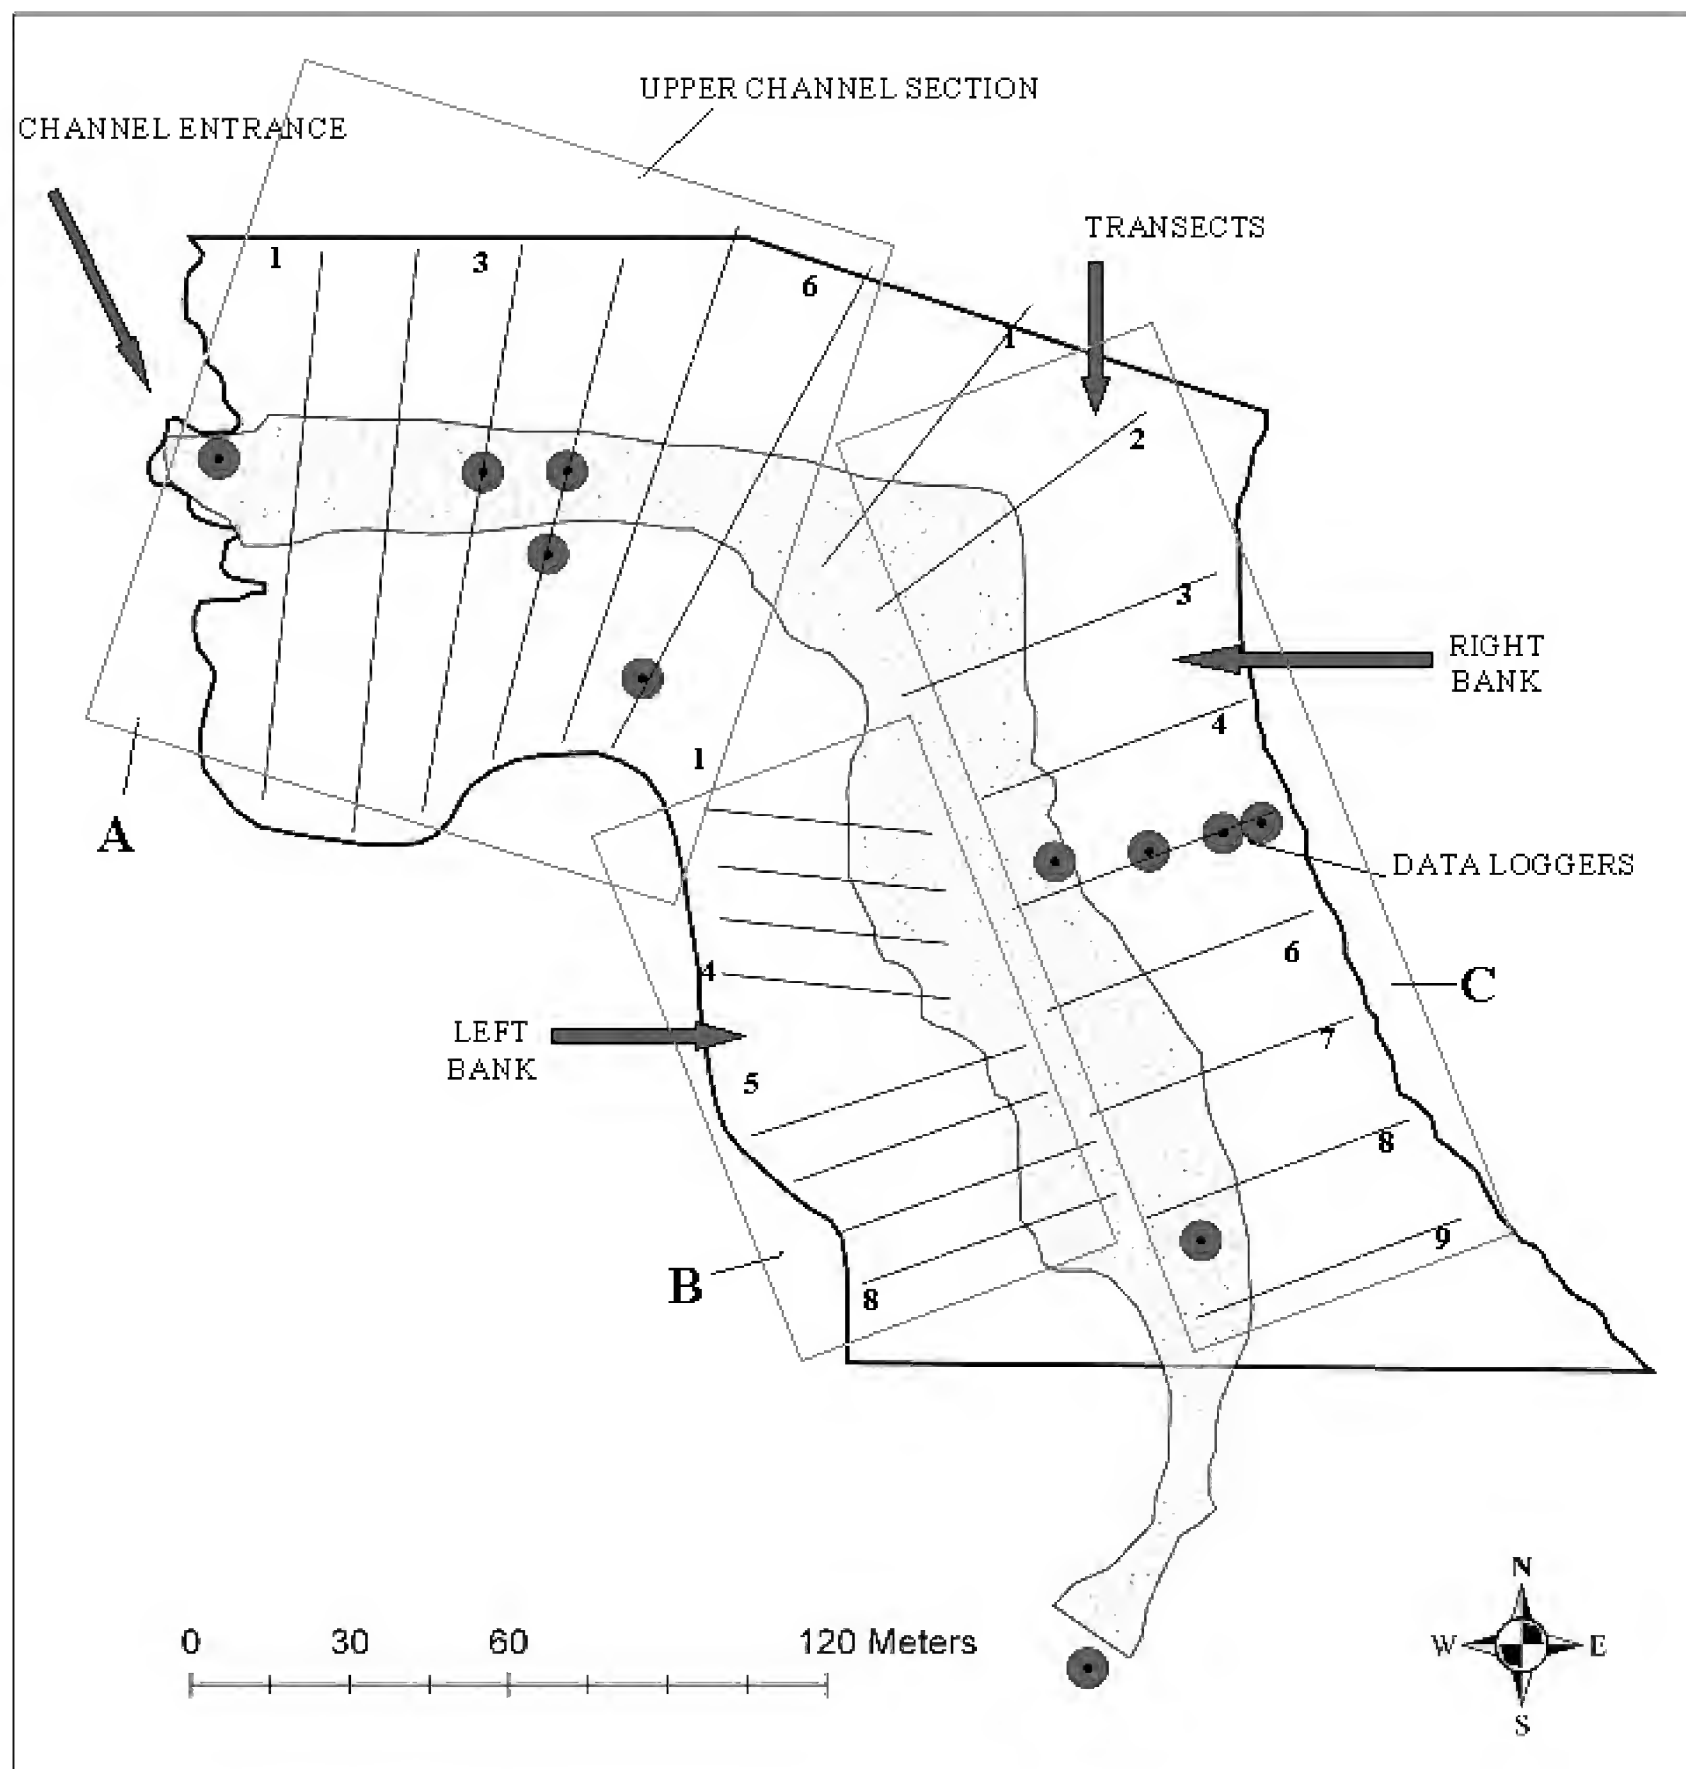 UPPER CHANNEL SECTION
CHANNEL ENTRANCE
TRANSECTS
1
3
6
1
2
3
RIGHT
BANK
4
1
A
DATA LOGGERS
6
4
C
LEFT
BANK
7
5
8
9
B
8
N
0 30 60 120 Meters
W E
S